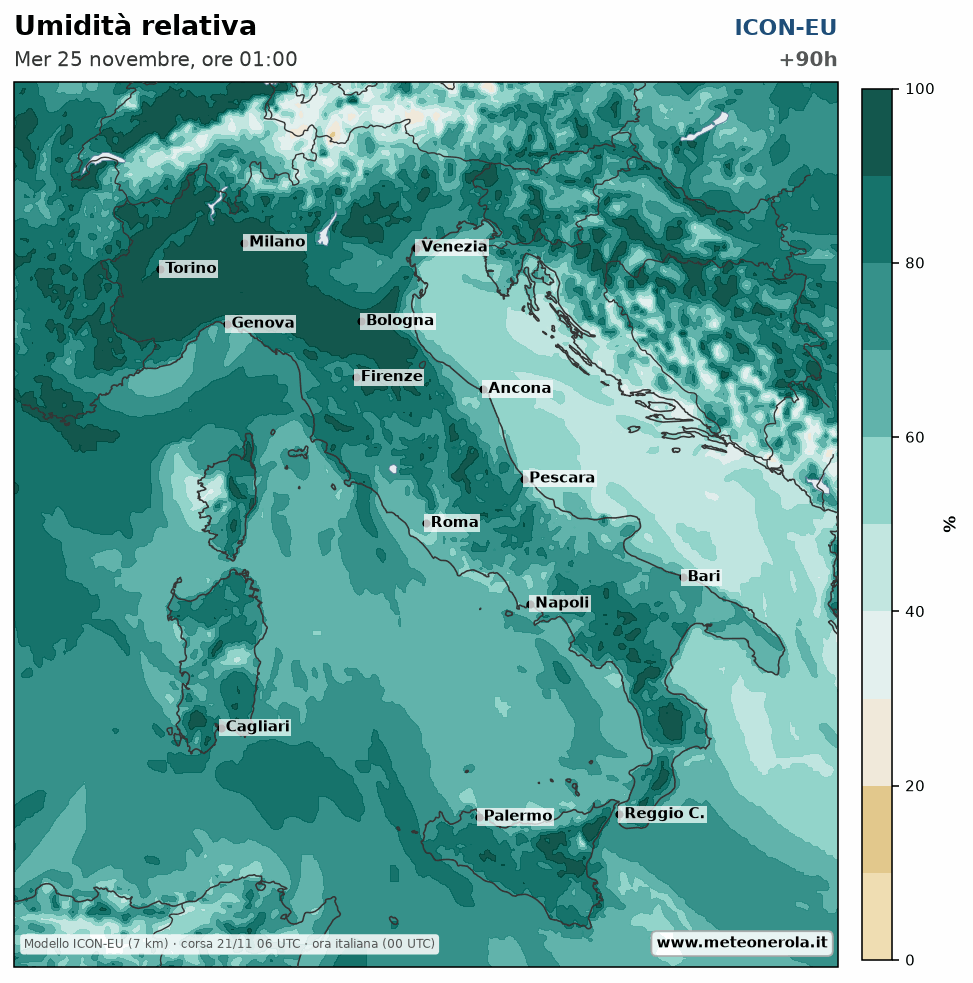 Umidità relativa
ICON-EU
Mer 25 novembre, ore 01:00
+90h
100
80
60
40
20
0
%
Milano
Venezia
Torino
Genova
Bologna
Firenze
Ancona
Pescara
Roma
Bari
Napoli
Cagliari
Palermo
Reggio C.
Modello ICON-EU (7 km) · corsa 21/11 06 UTC · ora italiana (00 UTC)
www.meteonerola.it